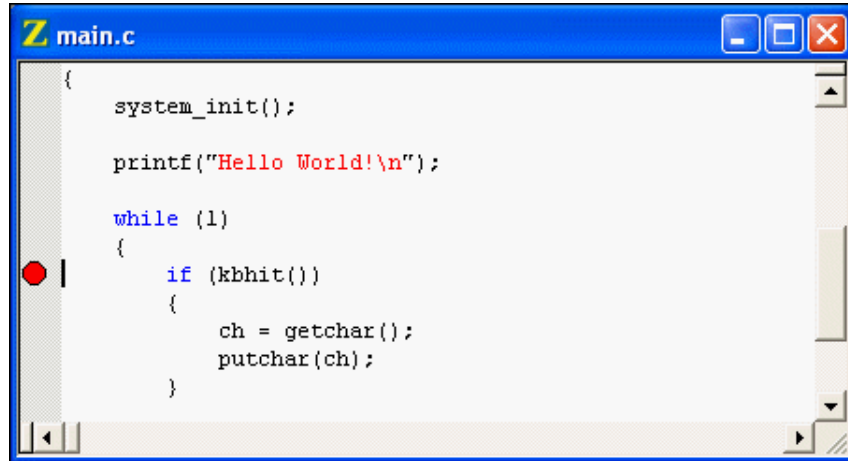 Z main.c
{
    system_init();

    printf("Hello World!\n");

    while (1)
    {
        if (kbhit())
        {
            ch = getchar();
            putchar(ch);
        }